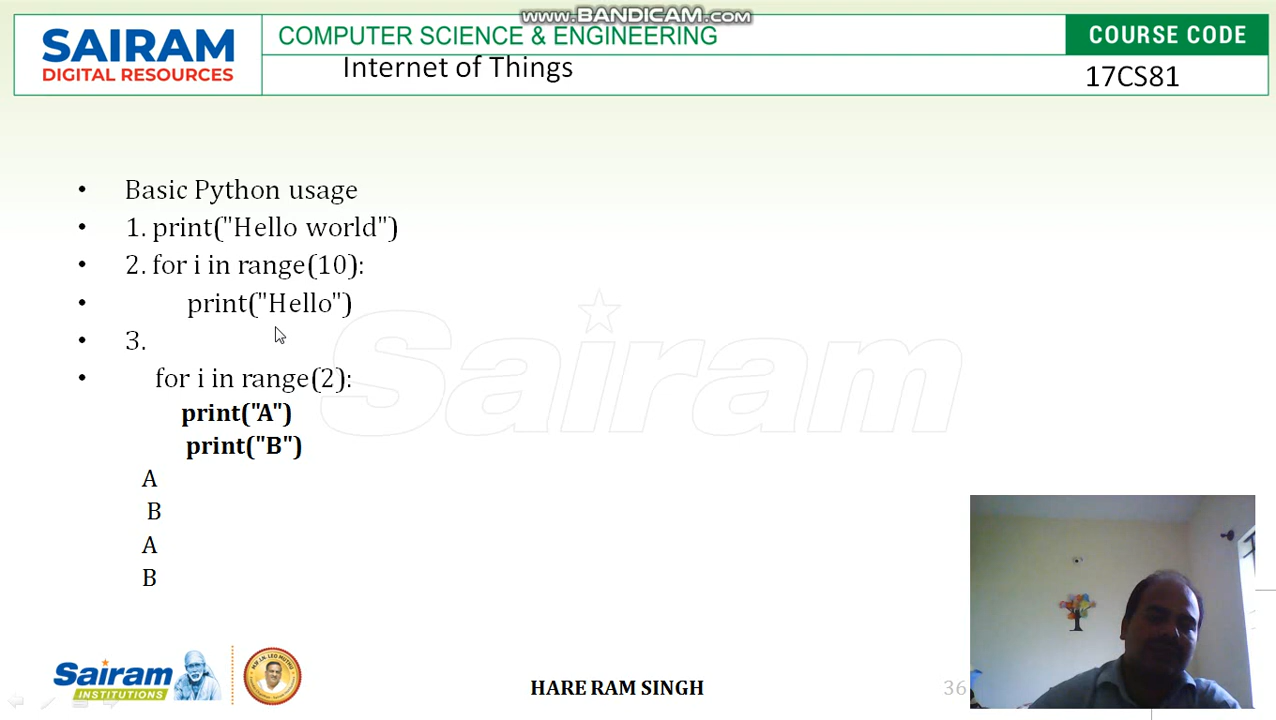 www.BANDICAM.com
SAIRAM
DIGITAL RESOURCES
COMPUTER SCIENCE & ENGINEERING
Internet of Things
COURSE CODE
17CS81
• Basic Python usage
• 1. print("Hello world")
• 2. for i in range(10):
• print("Hello")
• 3.
• for i in range(2):
print("A")
print("B")
A
B
A
B
Sairam
Sairam
INSTITUTIONS
HARE RAM SINGH
36